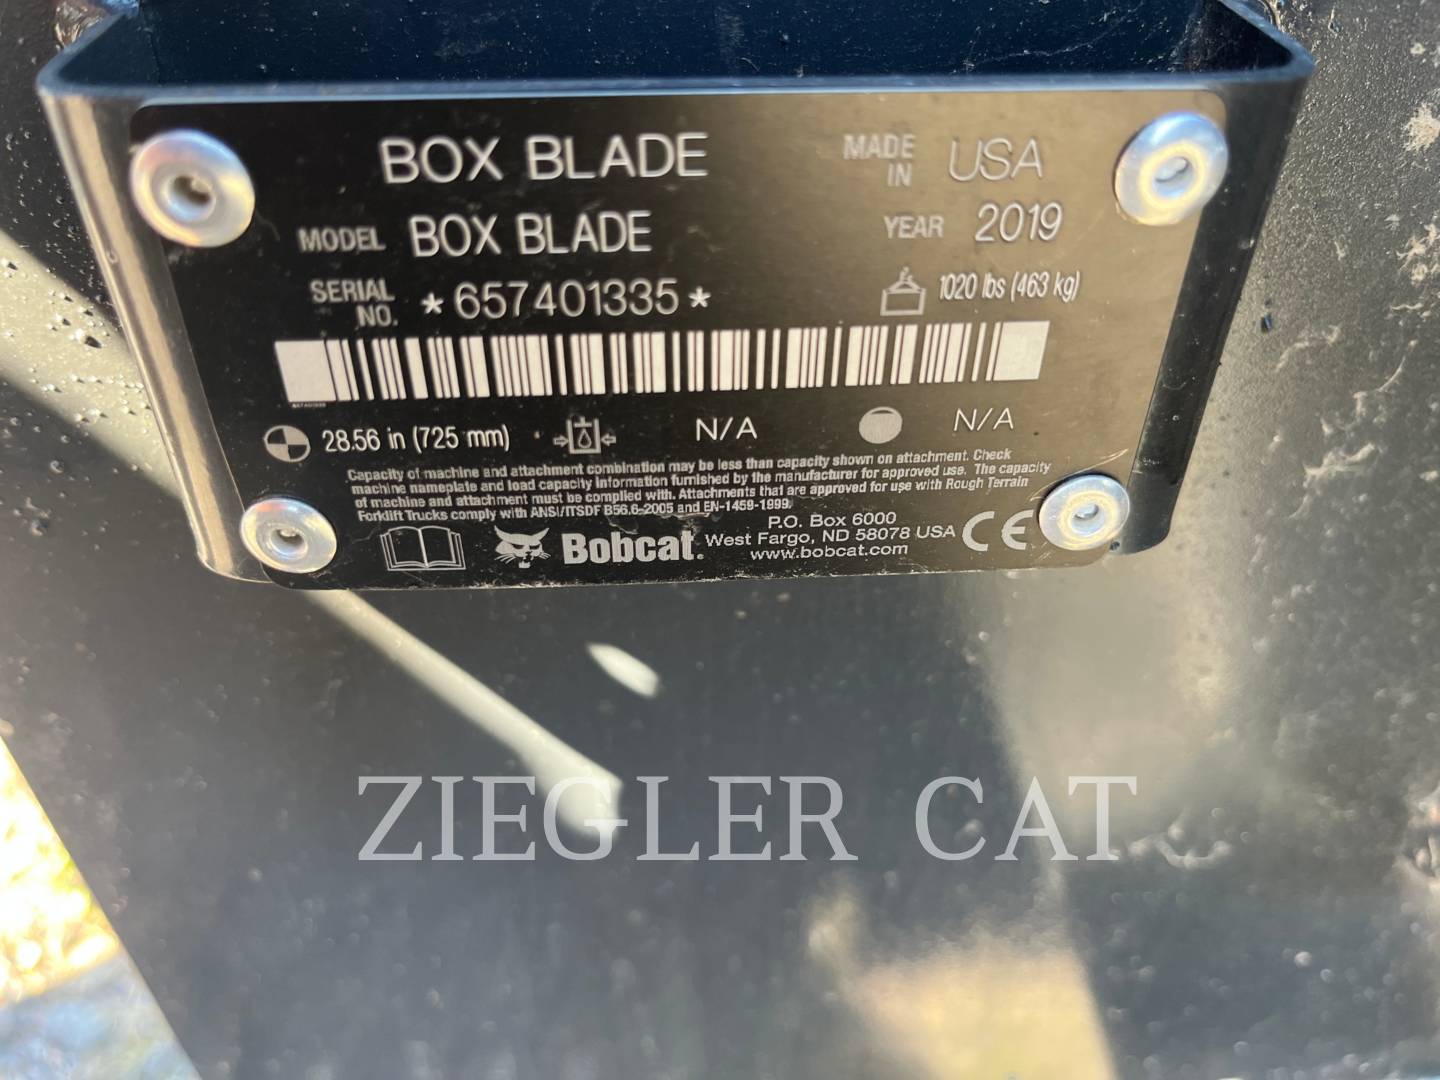 BOX BLADE MADE IN USA
MODEL BOX BLADE YEAR 2019
SERIAL NO. *657401335* 1020 lbs (463 kg)
28.56 in (725 mm) N/A N/A
Capacity of machine and attachment combination may be less than capacity shown on attachment. Check
machine nameplate and load capacity information furnished by the manufacturer for approved use. The capacity
of machine and attachment must be complied with. Attachments that are approved for use with Rough Terrain
Forklift Trucks comply with ANSI/ITSDF B56.6-2005 and EN-1459-1999.
Bobcat.
P.O. Box 6000
West Fargo, ND 58078 USA
www.bobcat.com
CE
ZIEGLER CAT